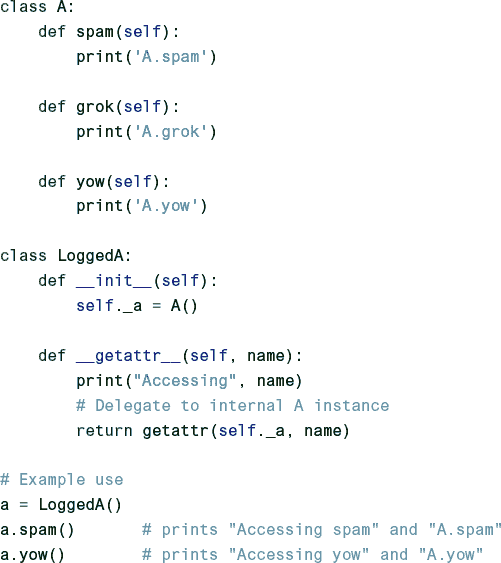 class A:
    def spam(self):
        print('A.spam')

    def grok(self):
        print('A.grok')

    def yow(self):
        print('A.yow')

class LoggedA:
    def __init__(self):
        self._a = A()

    def __getattr__(self, name):
        print("Accessing", name)
        # Delegate to internal A instance
        return getattr(self._a, name)

# Example use
a = LoggedA()
a.spam()       # prints "Accessing spam" and "A.spam"
a.yow()        # prints "Accessing yow" and "A.yow"